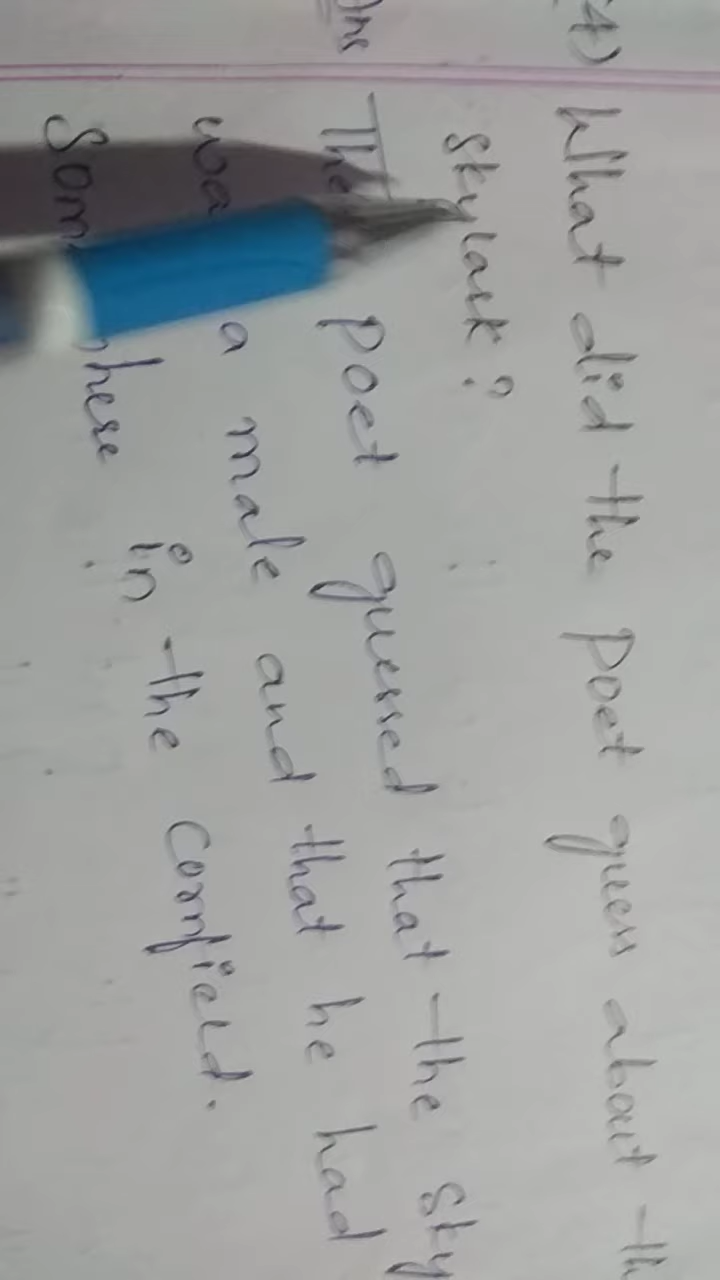 4) What did the poet guess about th
skylark?
Ans The poet guessed that the sky
a male and that he had
in the cornfield.